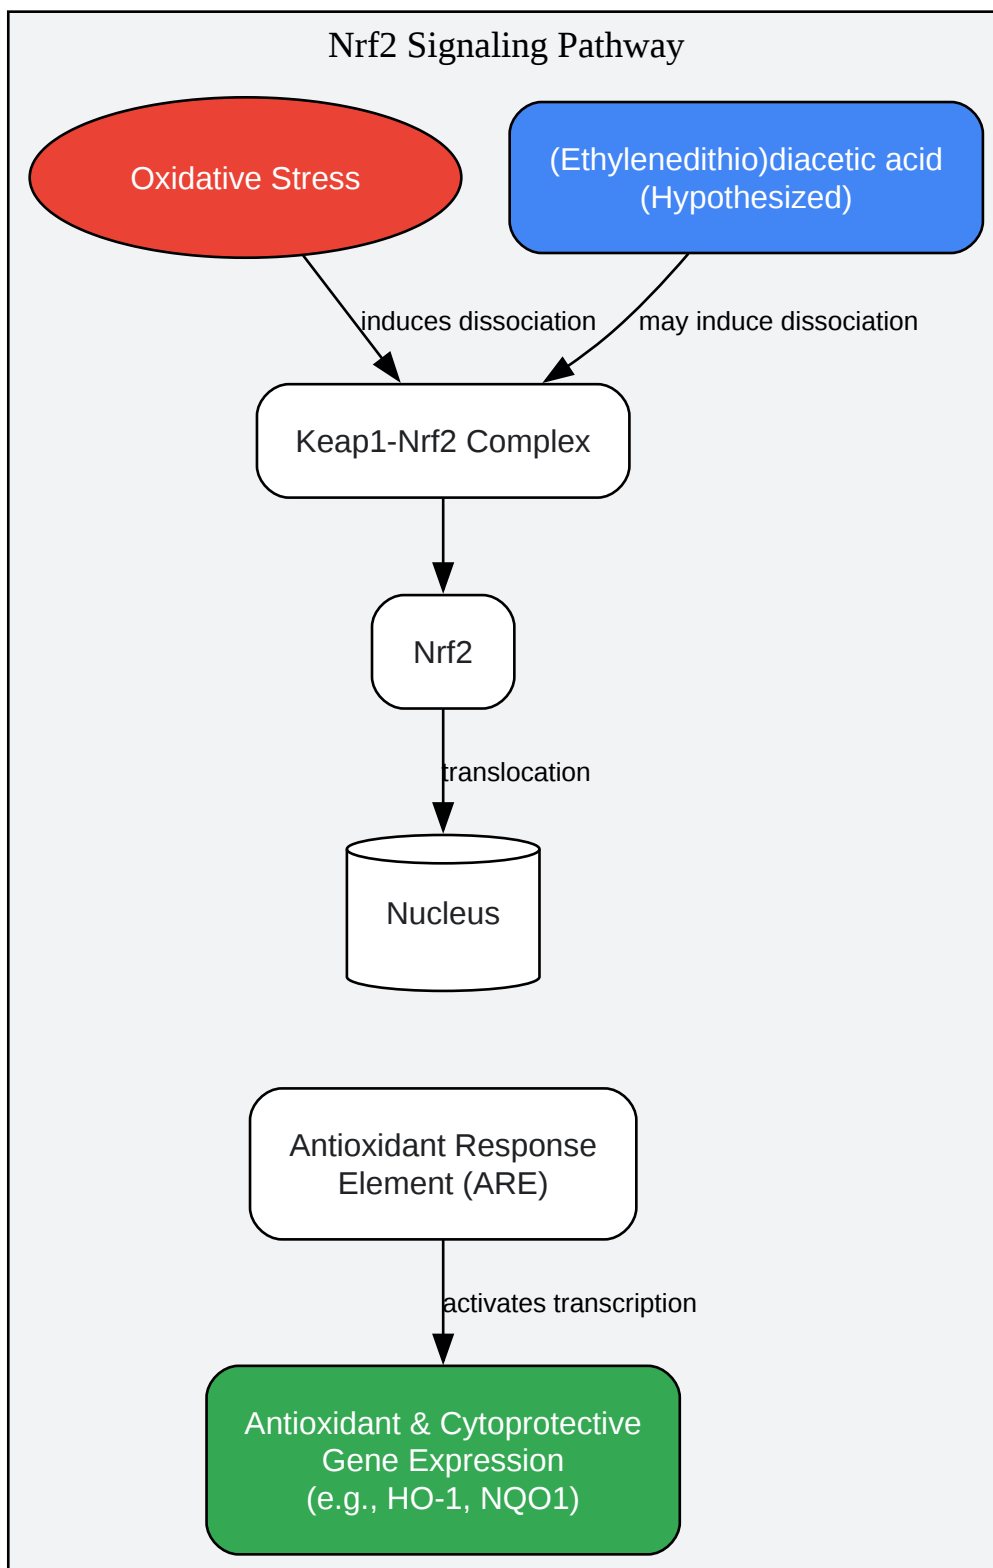 Nrf2 Signaling Pathway
Oxidative Stress
(Ethylenedithio)diacetic acid
(Hypothesized)
induces dissociation
may induce dissociation
Keap1-Nrf2 Complex
Nrf2
translocation
Nucleus
Antioxidant Response
Element (ARE)
activates transcription
Antioxidant & Cytoprotective
Gene Expression
(e.g., HO-1, NQO1)